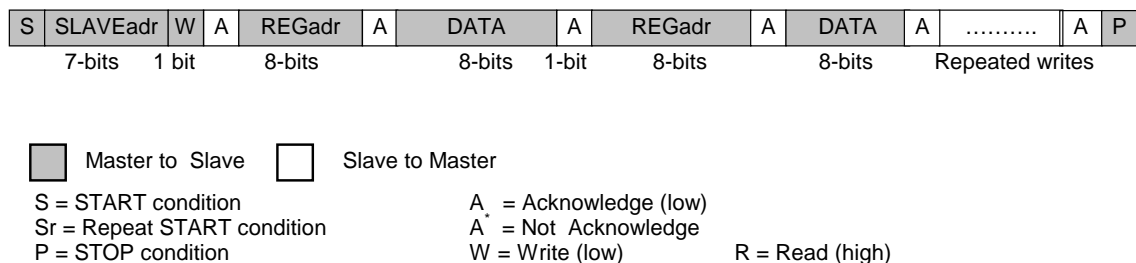 S SLAVEadr W A REGadr A DATA A REGadr A DATA A .......... A P
7-bits 1 bit 8-bits 8-bits 1-bit 8-bits 8-bits Repeated writes
Master to Slave Slave to Master
S = START condition A = Acknowledge (low)
Sr = Repeat START condition A* = Not Acknowledge
P = STOP condition W = Write (low) R = Read (high)